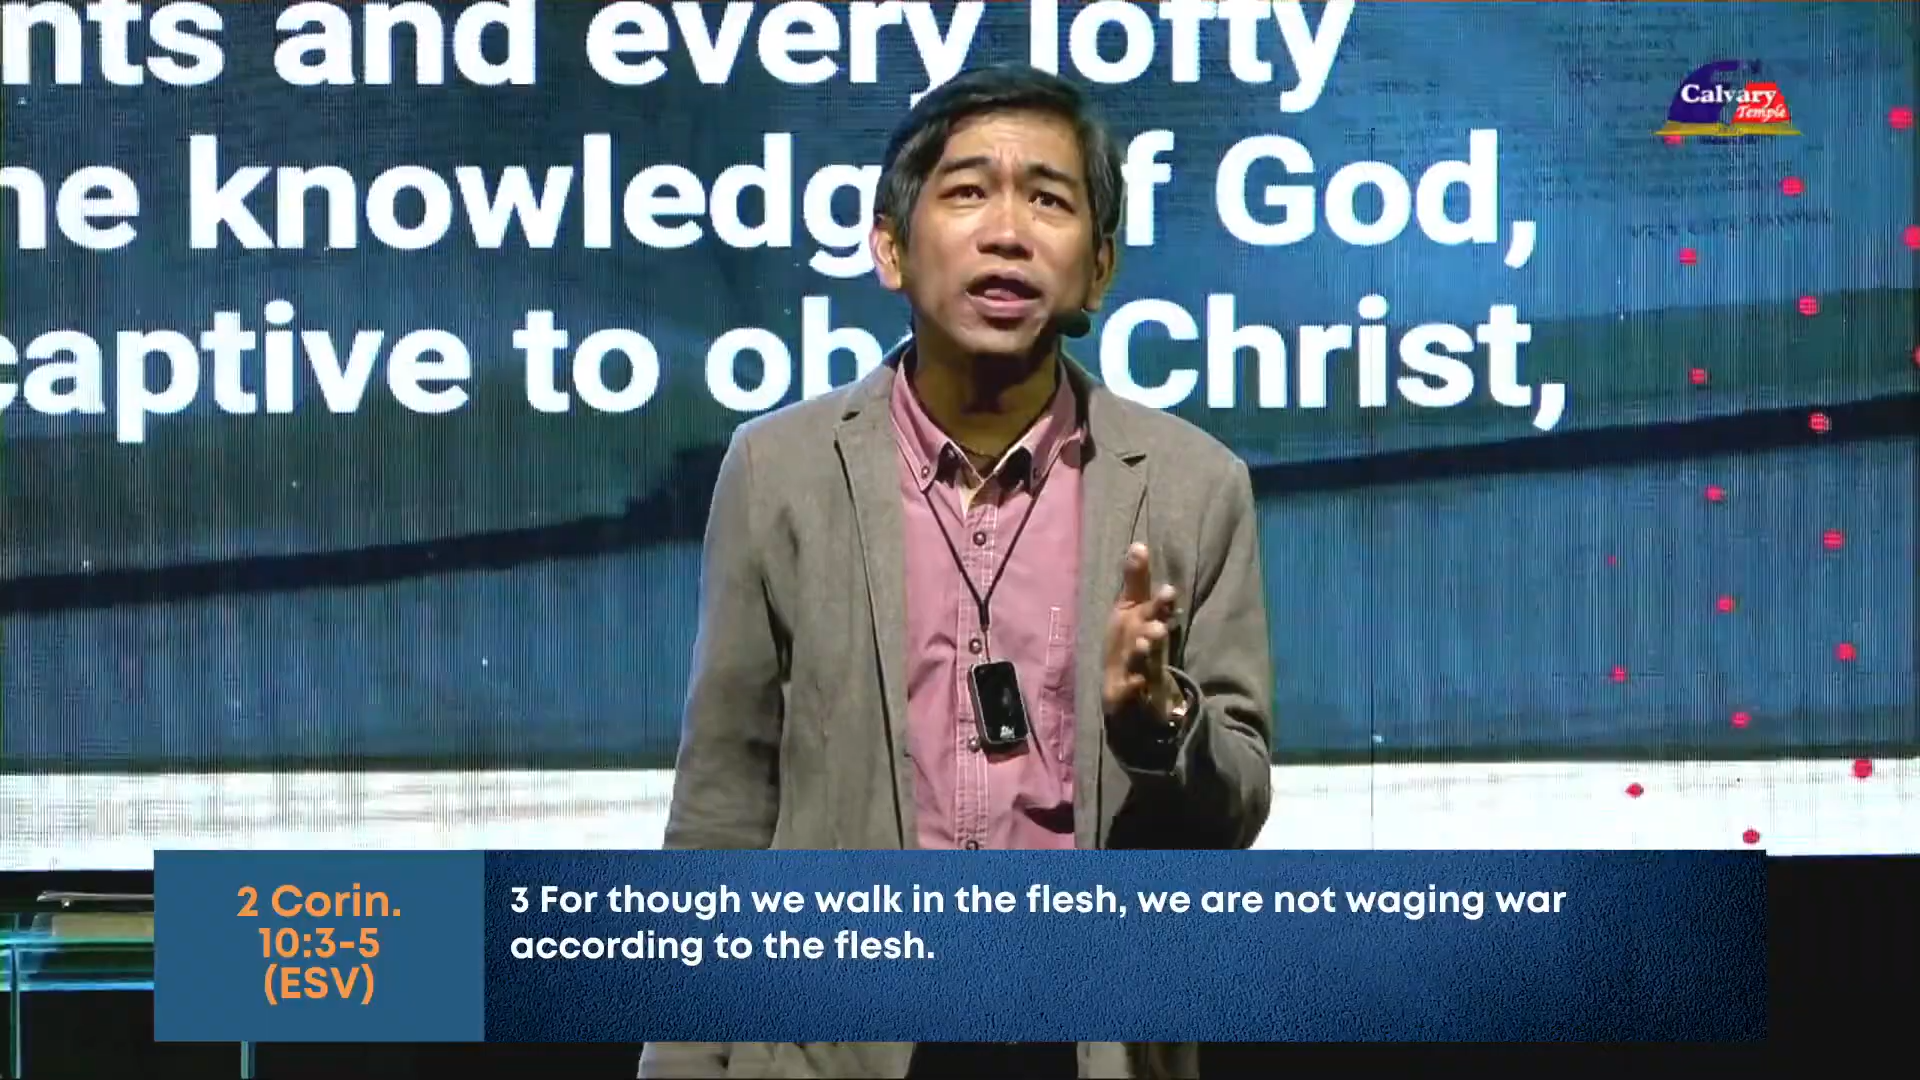 nts and every lofty
knowledg f God,
captive to ob Christ,
Calvary
Temple
2 Corin.
10:3-5
(ESV)
3 For though we walk in the flesh, we are not waging war
according to the flesh.